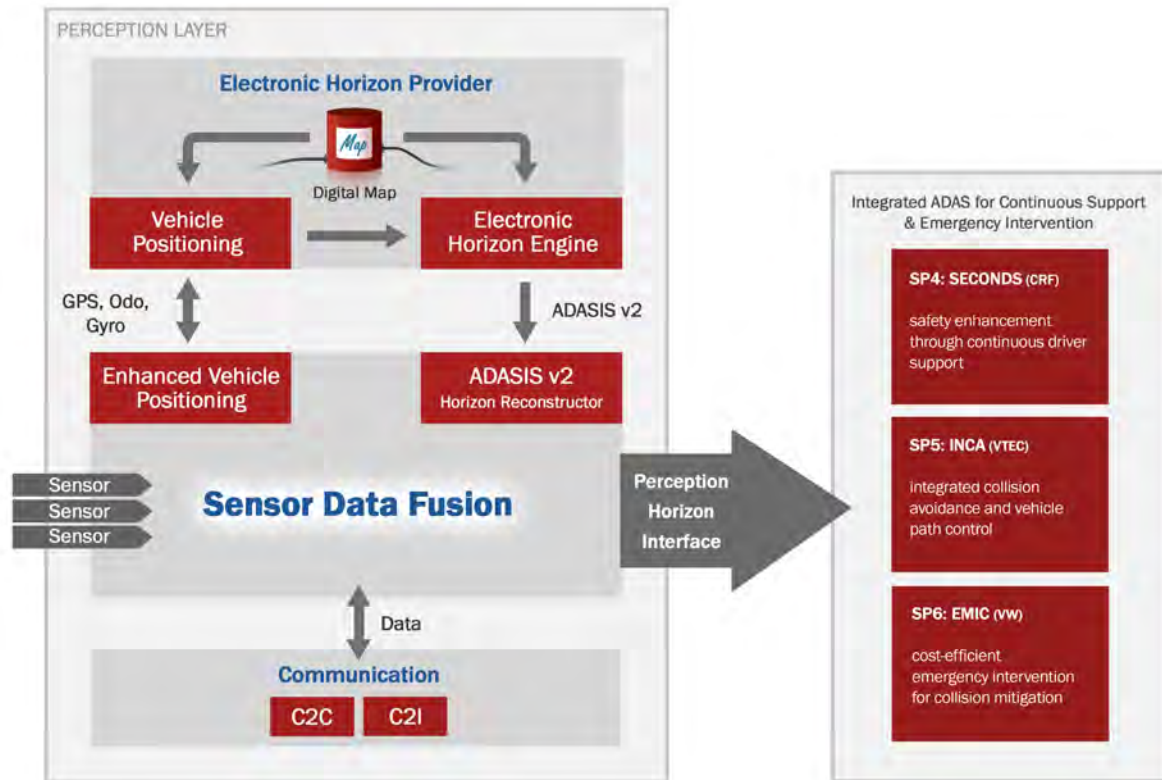 PERCEPTION LAYER
Electronic Horizon Provider
Map
Digital Map
Vehicle
Positioning
Electronic
Horizon Engine
GPS, Odo,
Gyro
ADASIS v2
Enhanced Vehicle
Positioning
ADASIS v2
Horizon Reconstructor
Sensor
Sensor
Sensor
Sensor Data Fusion
Perception
Horizon
Interface
Data
Communication
C2C
C2I
Integrated ADAS for Continuous Support
& Emergency Intervention
SP4: SECONDS (CRF)
safety enhancement
through continuous driver
support
SP5: INCA (VTEC)
integrated collision
avoidance and vehicle
path control
SP6: EMIC (VW)
cost-efficient
emergency intervention
for collision mitigation